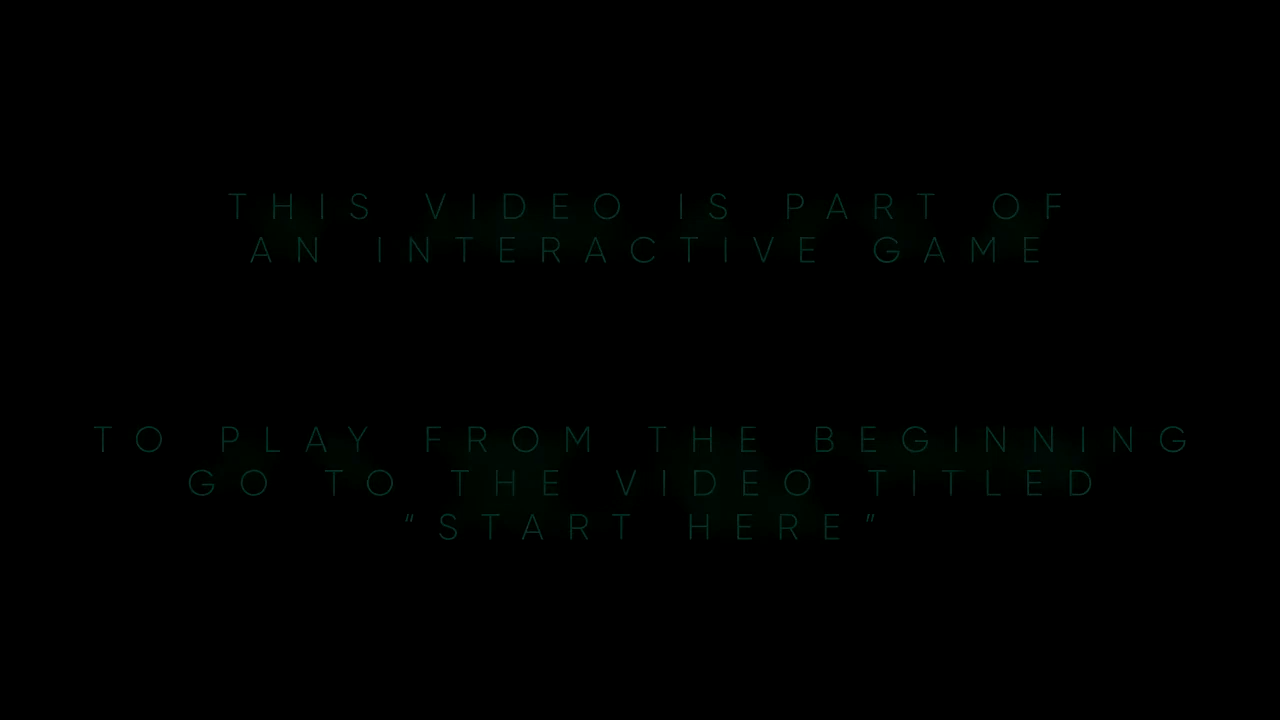 THIS VIDEO IS PART OF
AN INTERACTIVE GAME
TO PLAY FROM THE BEGINNING
GO TO THE VIDEO TITLED
“START HERE”